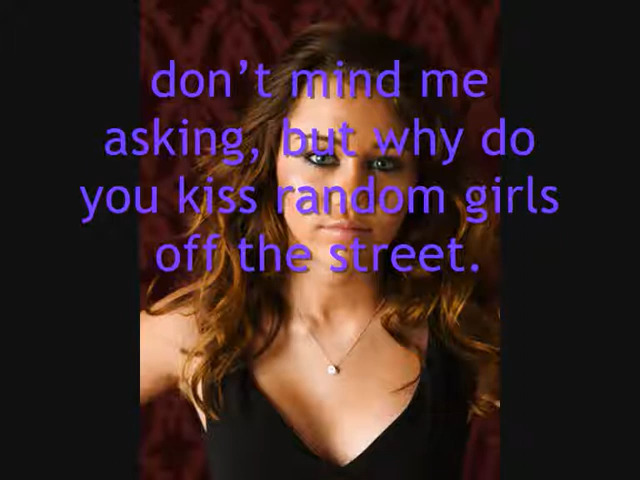 don’t mind me
asking, but why do
you kiss random girls
off the street.